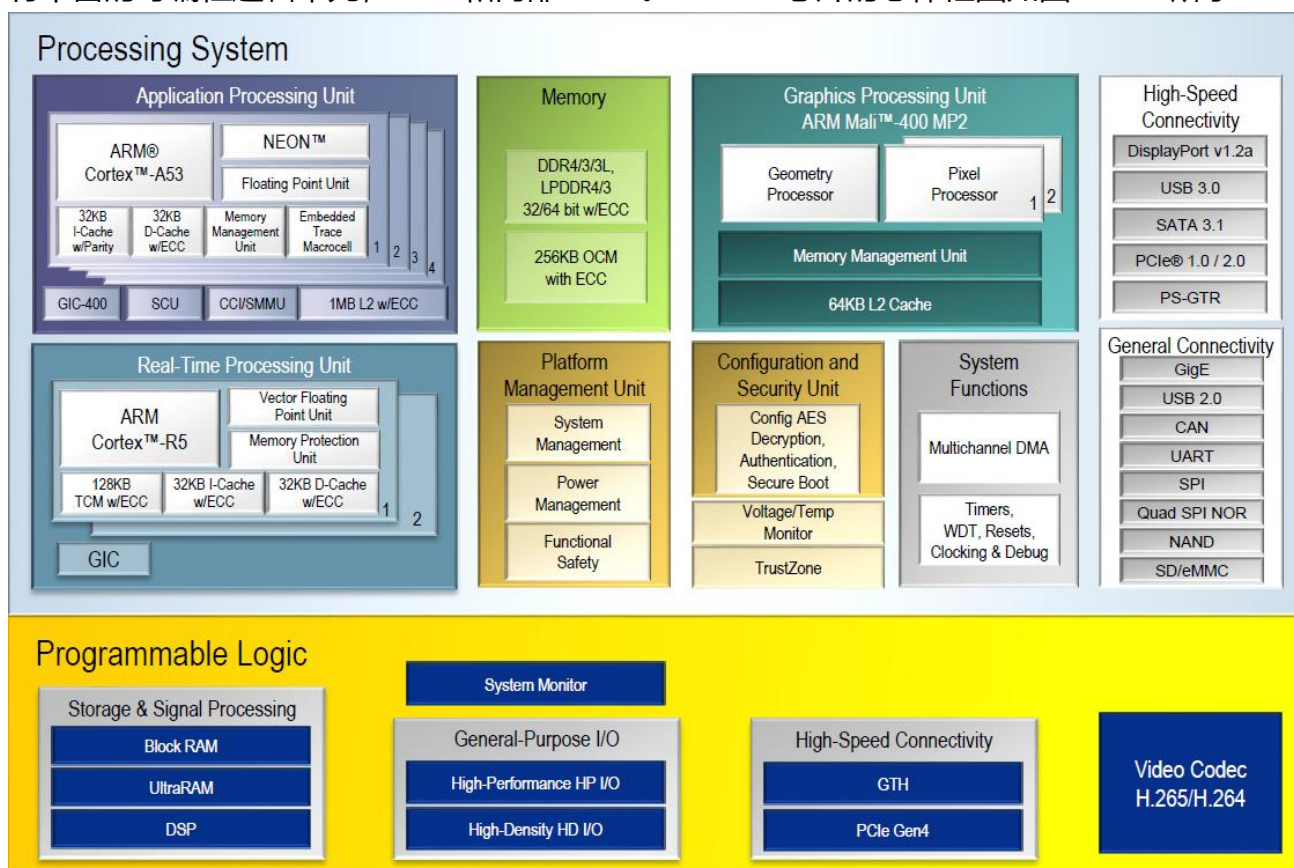 Processing System
Application Processing Unit
ARM®
Cortex™-A53
NEON™
Floating Point Unit
32KB
I-Cache
w/Parity
32KB
D-Cache
w/ECC
Memory
Management
Unit
Embedded
Trace
Macrocell
1
2
3
4
GIC-400
SCU
CCI/SMMU
1MB L2 w/ECC
Memory
DDR4/3/3L,
LPDDR4/3
32/64 bit w/ECC
256KB OCM
with ECC
Graphics Processing Unit
ARM Mali™-400 MP2
Geometry
Processor
Pixel
Processor
1
2
Memory Management Unit
64KB L2 Cache
High-Speed
Connectivity
DisplayPort v1.2a
USB 3.0
SATA 3.1
PCIe® 1.0 / 2.0
PS-GTR
Real-Time Processing Unit
ARM
Cortex™-R5
Vector Floating
Point Unit
Memory Protection
Unit
128KB
TCM w/ECC
32KB I-Cache
w/ECC
32KB D-Cache
w/ECC
1
2
GIC
Platform
Management Unit
System
Management
Power
Management
Functional
Safety
Configuration and
Security Unit
Config AES
Decryption,
Authentication,
Secure Boot
Voltage/Temp
Monitor
TrustZone
System
Functions
Multichannel DMA
Timers,
WDT, Resets,
Clocking & Debug
General Connectivity
GigE
USB 2.0
CAN
UART
SPI
Quad SPI NOR
NAND
SD/eMMC
Programmable Logic
Storage & Signal Processing
Block RAM
UltraRAM
DSP
System Monitor
General-Purpose I/O
High-Performance HP I/O
High-Density HD I/O
High-Speed Connectivity
GTH
PCIe Gen4
Video Codec
H.265/H.264